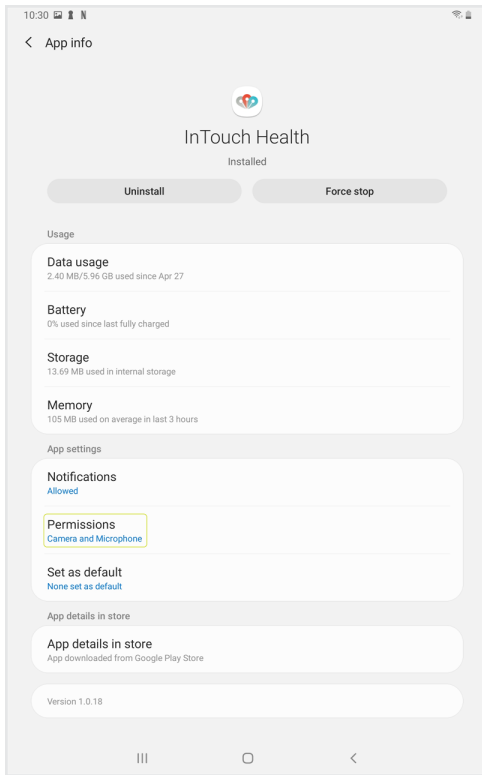 10:30
App info
InTouch Health
Installed
Uninstall
Force stop
Usage
Data usage
2.40 MB/5.96 GB used since Apr 27
Battery
0% used since last fully charged
Storage
13.69 MB used in internal storage
Memory
105 MB used on average in last 3 hours
App settings
Notifications
Allowed
Permissions
Camera and Microphone
Set as default
None set as default
App details in store
App details in store
App downloaded from Google Play Store
Version 1.0.18